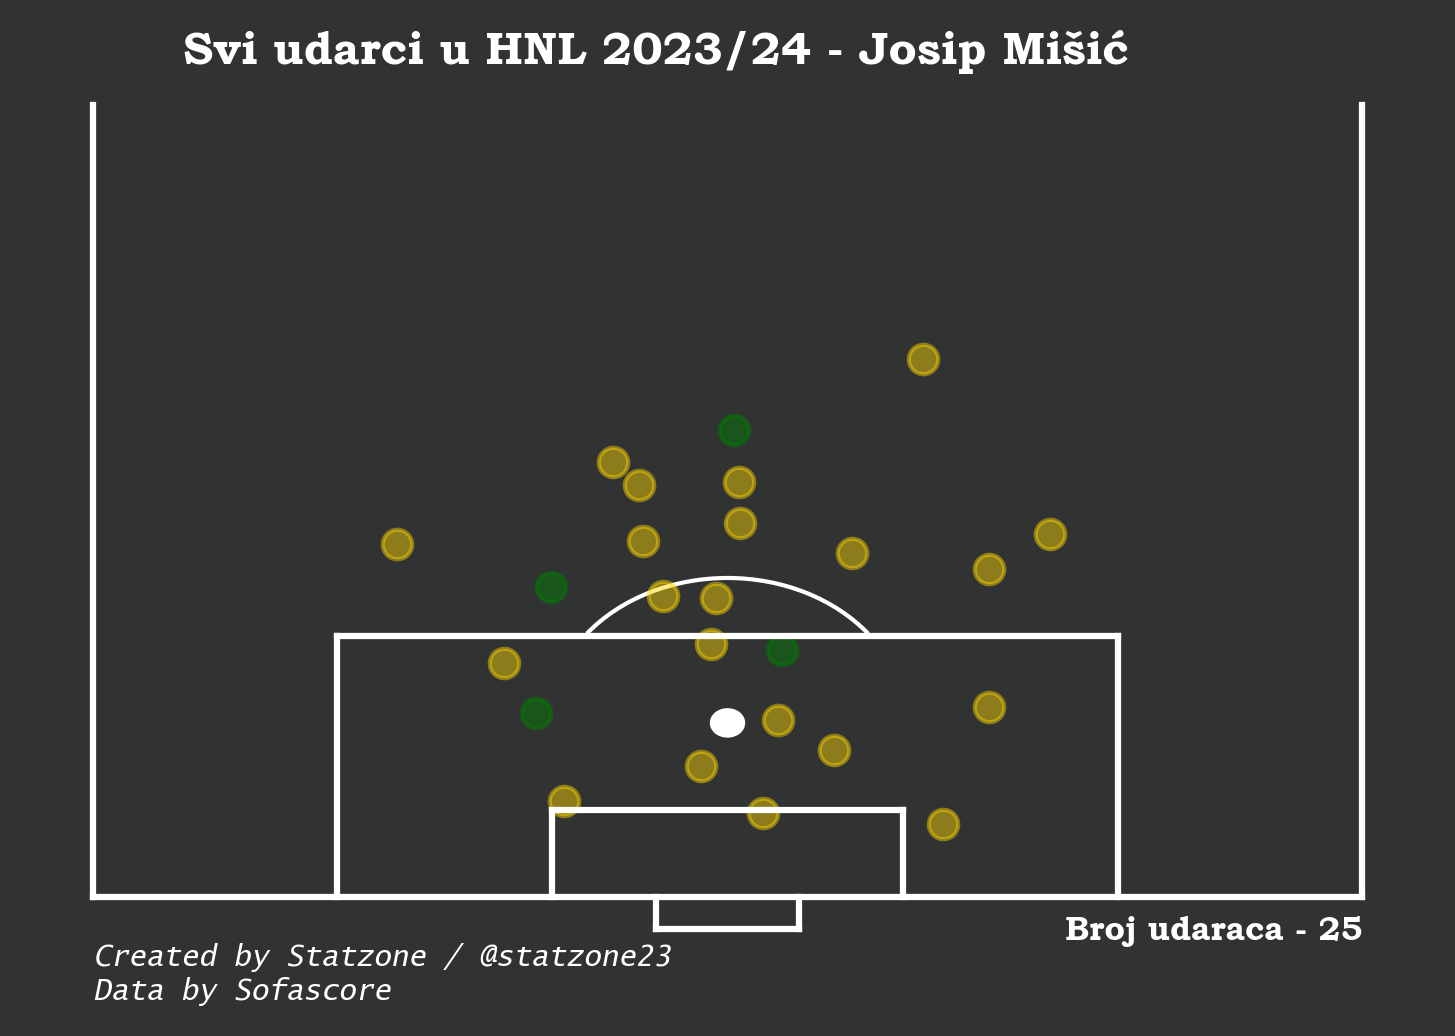 Svi udarci u HNL 2023/24 - Josip Mišić
Broj udaraca - 25
Created by Statzone / @statzone23
Data by Sofascore